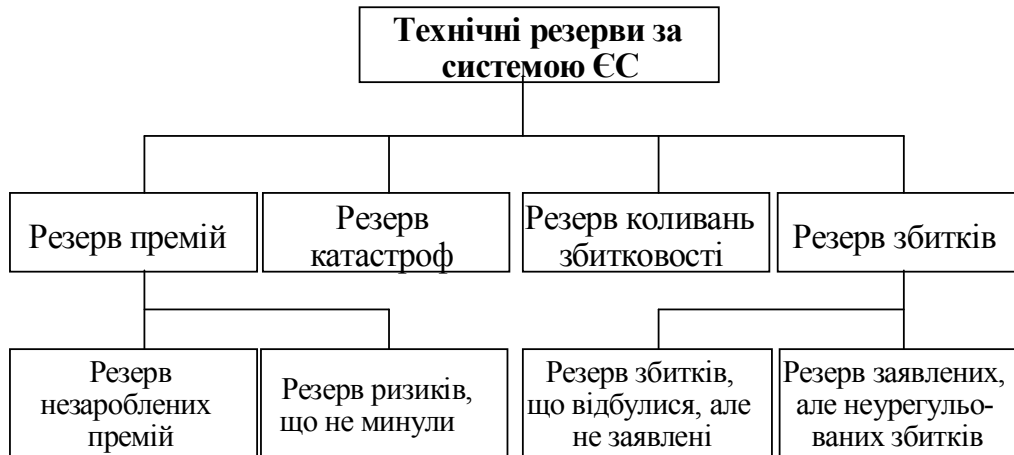 Технічні резерви за
системою ЄС
Резерв премій
Резерв
катастроф
Резерв коливань
збитковості
Резерв збитків
Резерв
незароблених
премій
Резерв ризиків,
що не минули
Резерв збитків,
що відбулися, але
не заявлені
Резерв заявлених,
але неурегульо-
ваних збитків